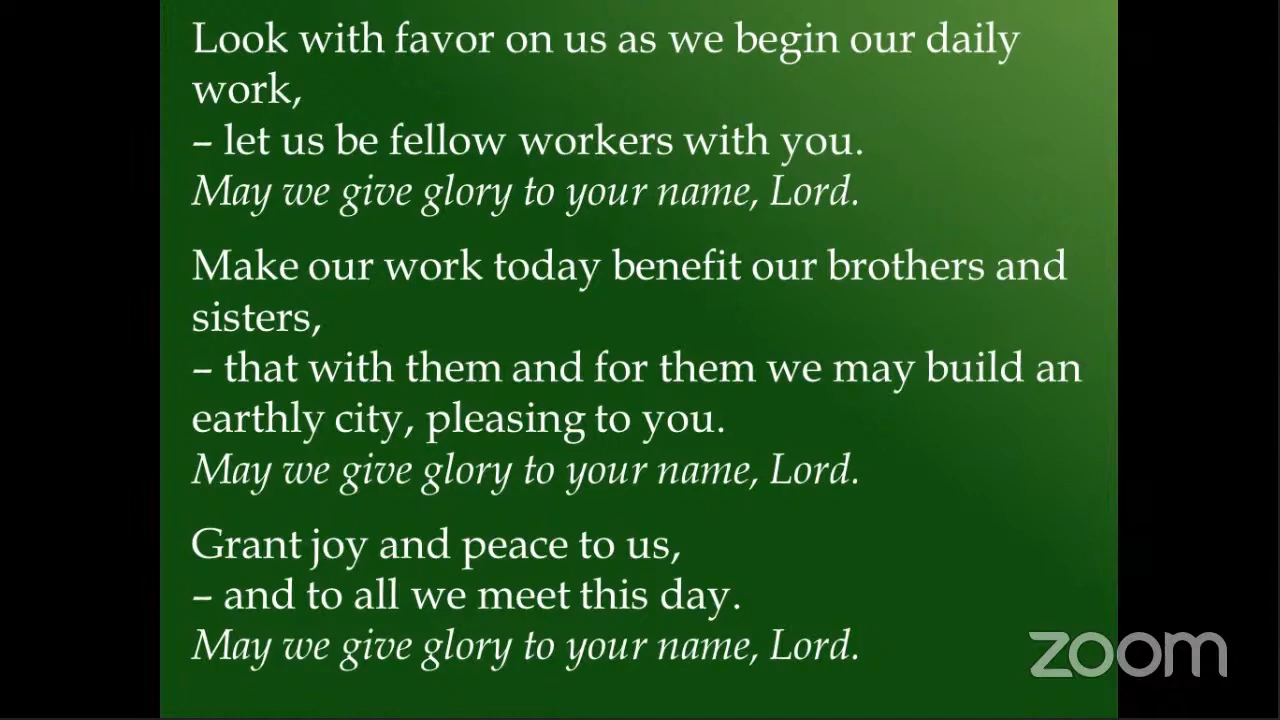 Look with favor on us as we begin our daily
work,
– let us be fellow workers with you.
May we give glory to your name, Lord.
Make our work today benefit our brothers and
sisters,
– that with them and for them we may build an
earthly city, pleasing to you.
May we give glory to your name, Lord.
Grant joy and peace to us,
– and to all we meet this day.
May we give glory to your name, Lord.
zoom